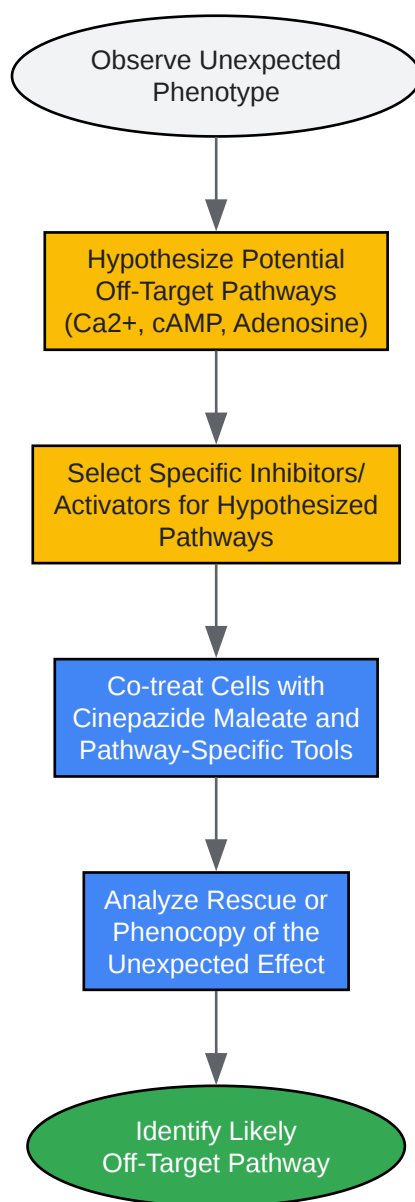 Observe Unexpected
Phenotype
Hypothesize Potential
Off-Target Pathways
(Ca2+, cAMP, Adenosine)
Select Specific Inhibitors/
Activators for Hypothesized
Pathways
Co-treat Cells with
Cinepazide Maleate and
Pathway-Specific Tools
Analyze Rescue or
Phenocopy of the
Unexpected Effect
Identify Likely
Off-Target Pathway